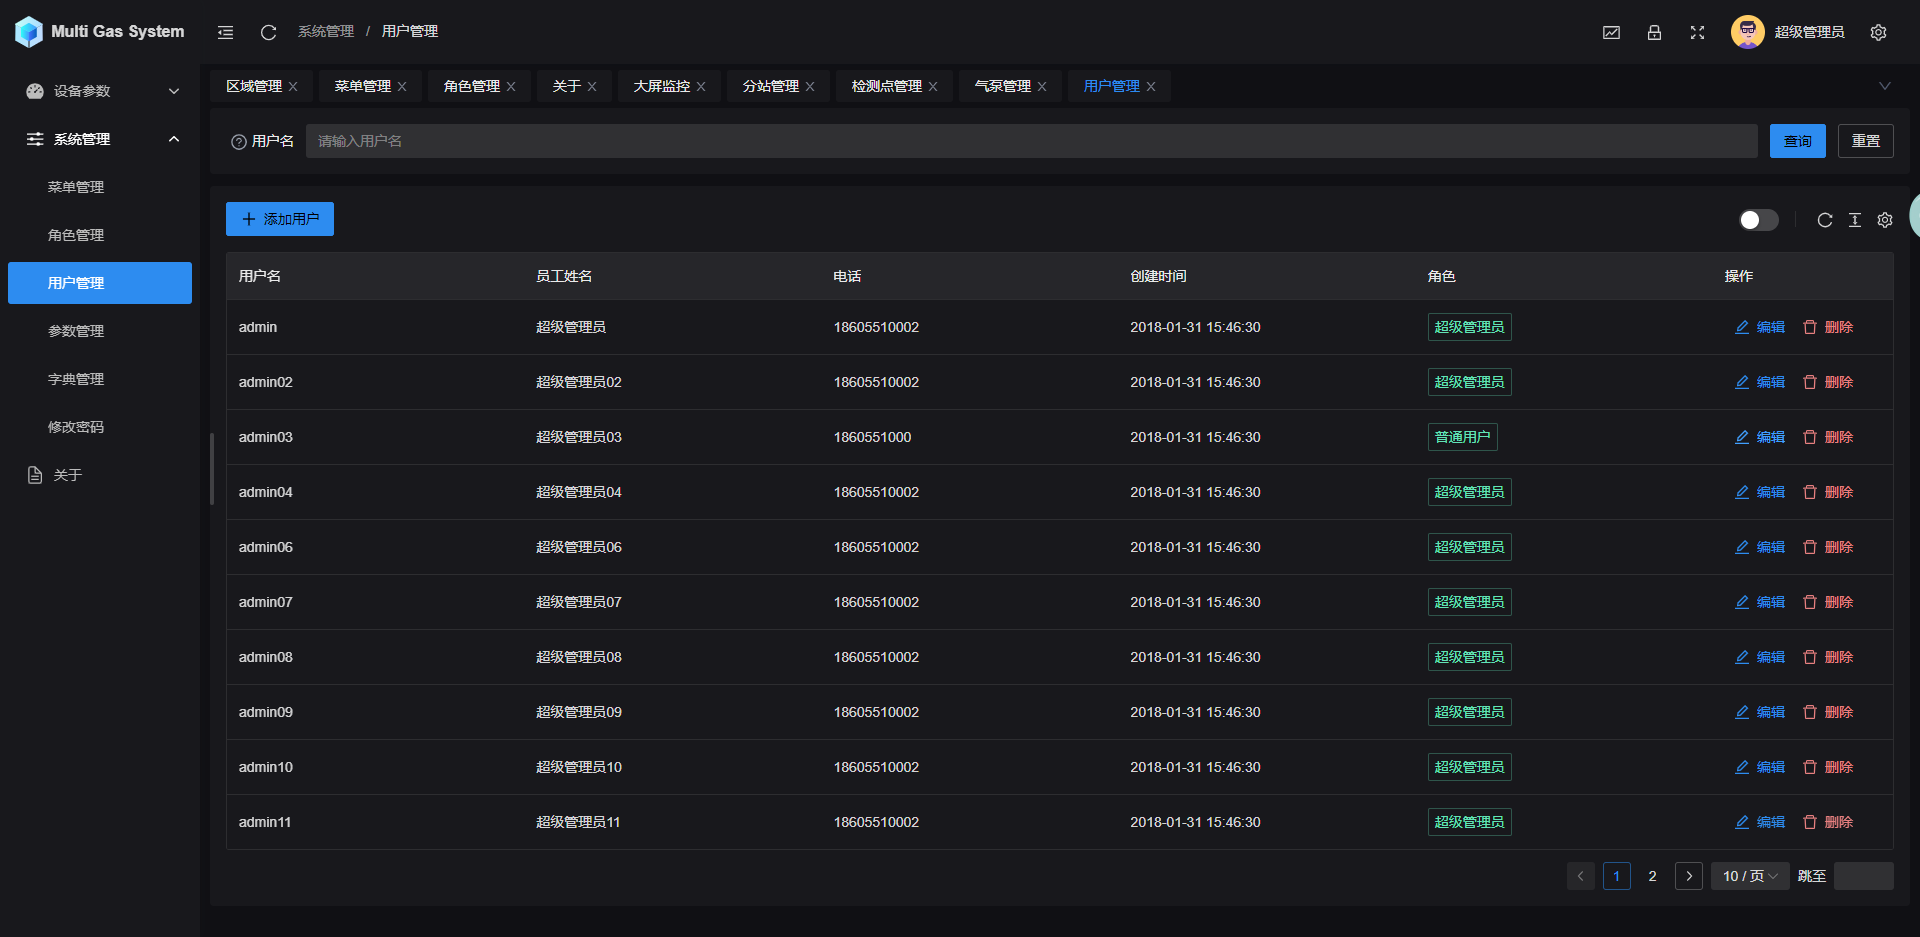 Multi Gas System
系统管理 / 用户管理
超级管理员
设备参数
系统管理
菜单管理
角色管理
用户管理
参数管理
字典管理
修改密码
关于
区域管理 菜单管理 角色管理 关于 大屏监控 分站管理 检测点管理 气泵管理 用户管理
用户名 请输入用户名 查询 重置
添加用户
用户名 员工姓名 电话 创建时间 角色 操作
admin 超级管理员 18605510002 2018-01-31 15:46:30 超级管理员 编辑 删除
admin02 超级管理员02 18605510002 2018-01-31 15:46:30 超级管理员 编辑 删除
admin03 超级管理员03 1860551000 2018-01-31 15:46:30 普通用户 编辑 删除
admin04 超级管理员04 18605510002 2018-01-31 15:46:30 超级管理员 编辑 删除
admin06 超级管理员06 18605510002 2018-01-31 15:46:30 超级管理员 编辑 删除
admin07 超级管理员07 18605510002 2018-01-31 15:46:30 超级管理员 编辑 删除
admin08 超级管理员08 18605510002 2018-01-31 15:46:30 超级管理员 编辑 删除
admin09 超级管理员09 18605510002 2018-01-31 15:46:30 超级管理员 编辑 删除
admin10 超级管理员10 18605510002 2018-01-31 15:46:30 超级管理员 编辑 删除
admin11 超级管理员11 18605510002 2018-01-31 15:46:30 超级管理员 编辑 删除
1 2 10 / 页 跳至